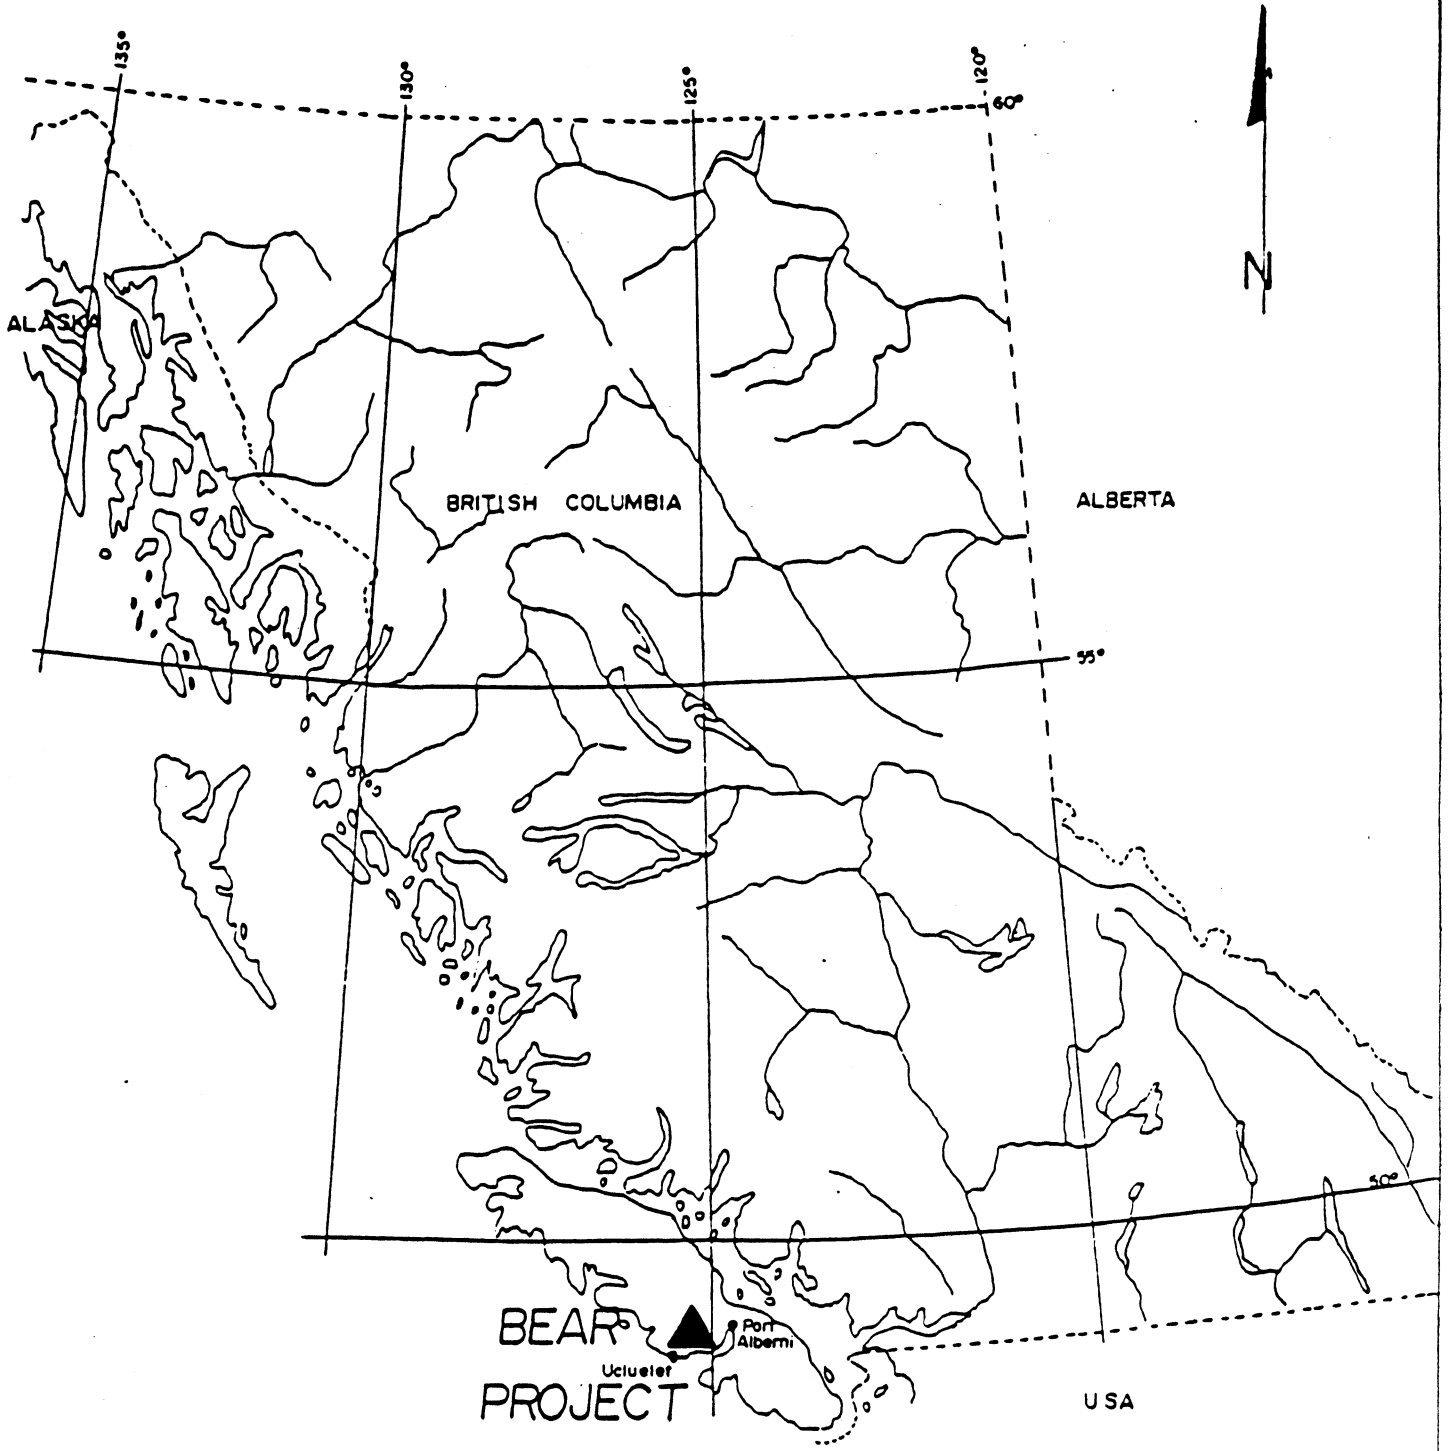 135°
130°
125°
120°
60°
N
ALASKA
BRITISH COLUMBIA
ALBERTA
55°
50°
BEAR
Port
Alberni
Ucluelet
PROJECT
USA